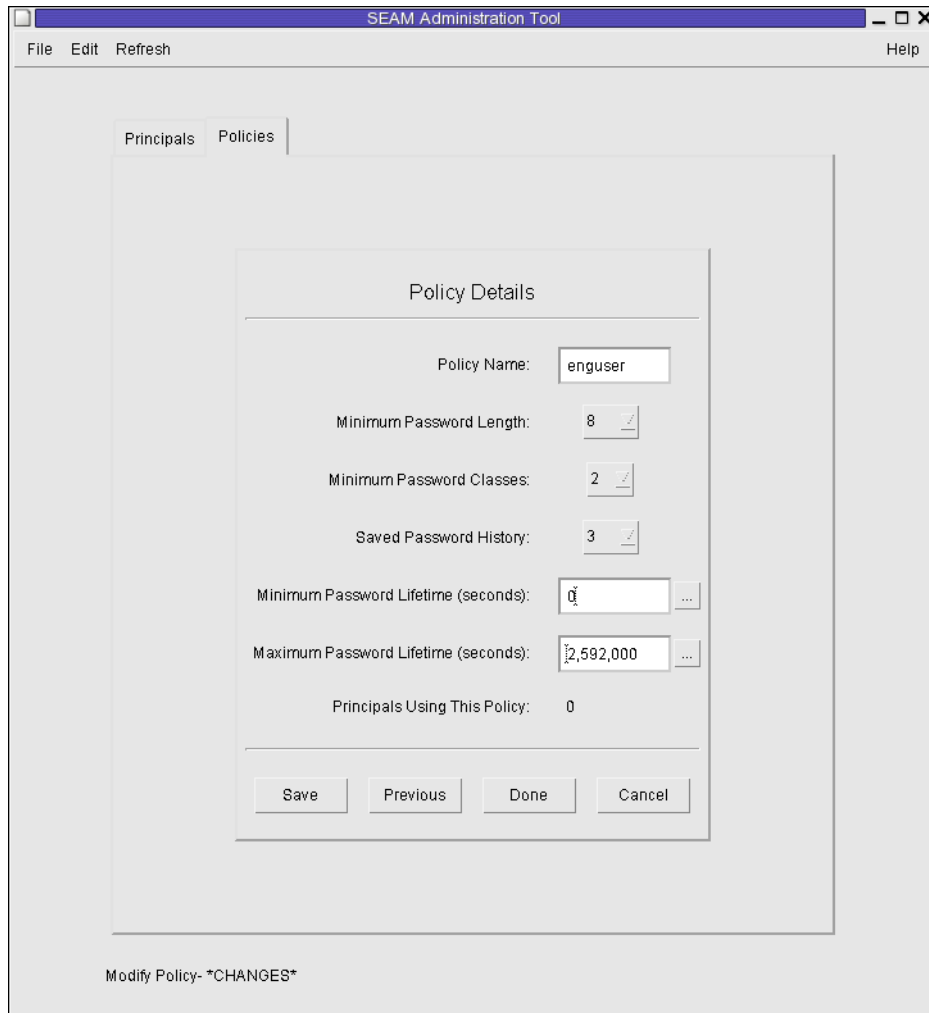 SEAM Administration Tool
File Edit Refresh Help
Principals Policies
Policy Details
Policy Name: enguser
Minimum Password Length: 8
Minimum Password Classes: 2
Saved Password History: 3
Minimum Password Lifetime (seconds): 0 ...
Maximum Password Lifetime (seconds): 2,592,000 ...
Principals Using This Policy: 0
Save Previous Done Cancel
Modify Policy- *CHANGES*